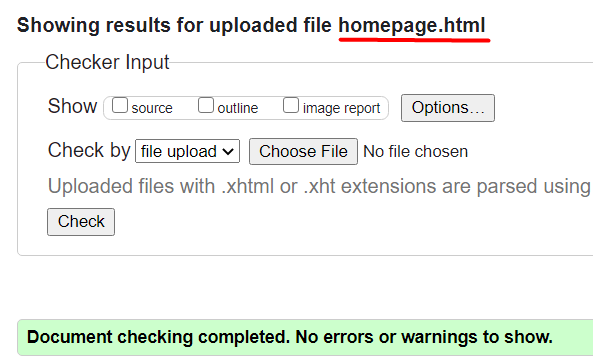 Showing results for uploaded file homepage.html
Checker Input
Show source outline image report Options...
Check by file upload Choose File No file chosen
Uploaded files with .xhtml or .xht extensions are parsed using
Check
Document checking completed. No errors or warnings to show.